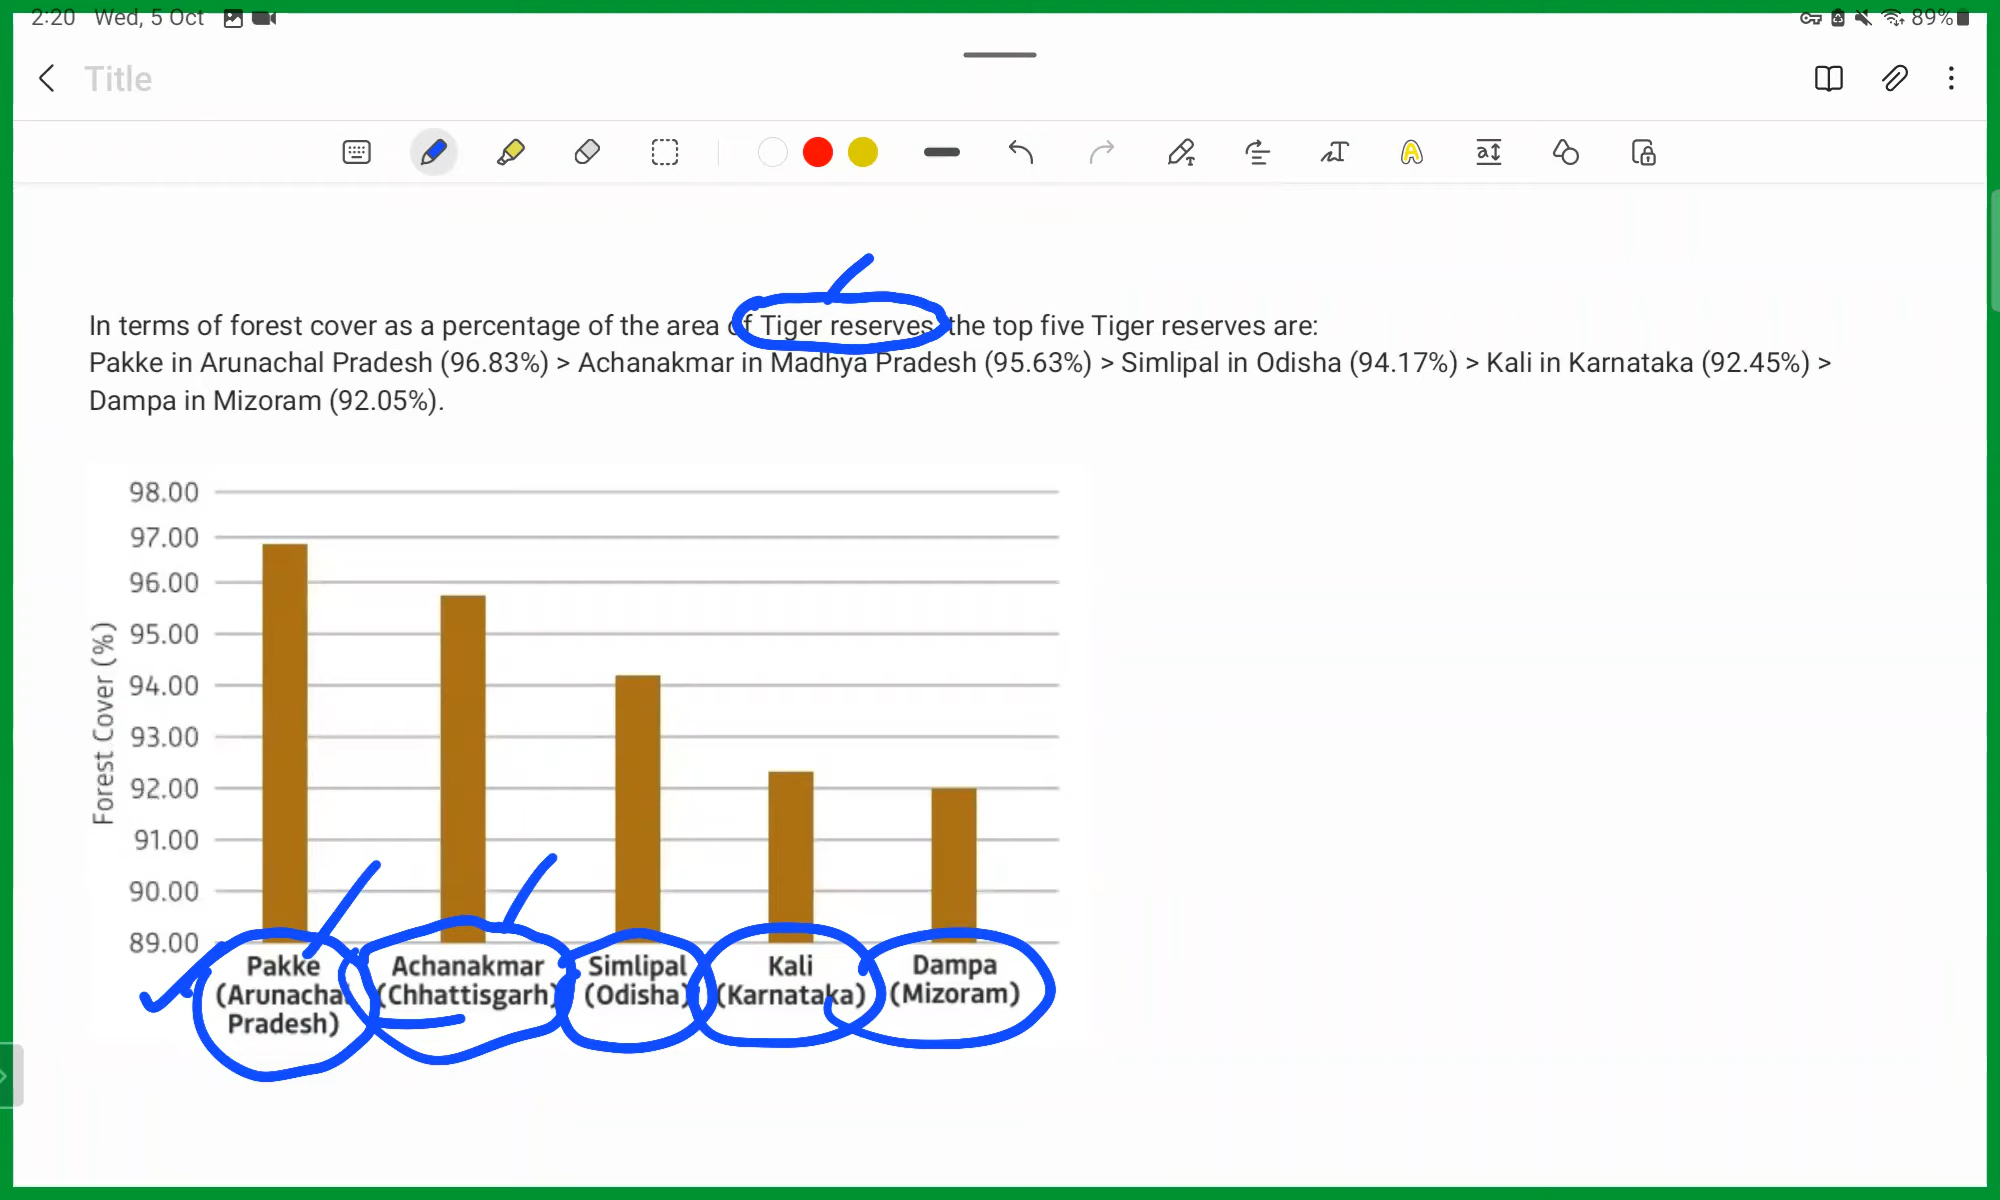 2:20 Wed, 5 Oct 89%
Title
In terms of forest cover as a percentage of the area of Tiger reserves, the top five Tiger reserves are:
Pakke in Arunachal Pradesh (96.83%) > Achanakmar in Madhya Pradesh (95.63%) > Simlipal in Odisha (94.17%) > Kali in Karnataka (92.45%) >
Dampa in Mizoram (92.05%).
Forest Cover (%)
98.00
97.00
96.00
95.00
94.00
93.00
92.00
91.00
90.00
89.00
Pakke
(Arunachal
Pradesh)
Achanakmar
(Chhattisgarh)
Simlipal
(Odisha)
Kali
(Karnataka)
Dampa
(Mizoram)